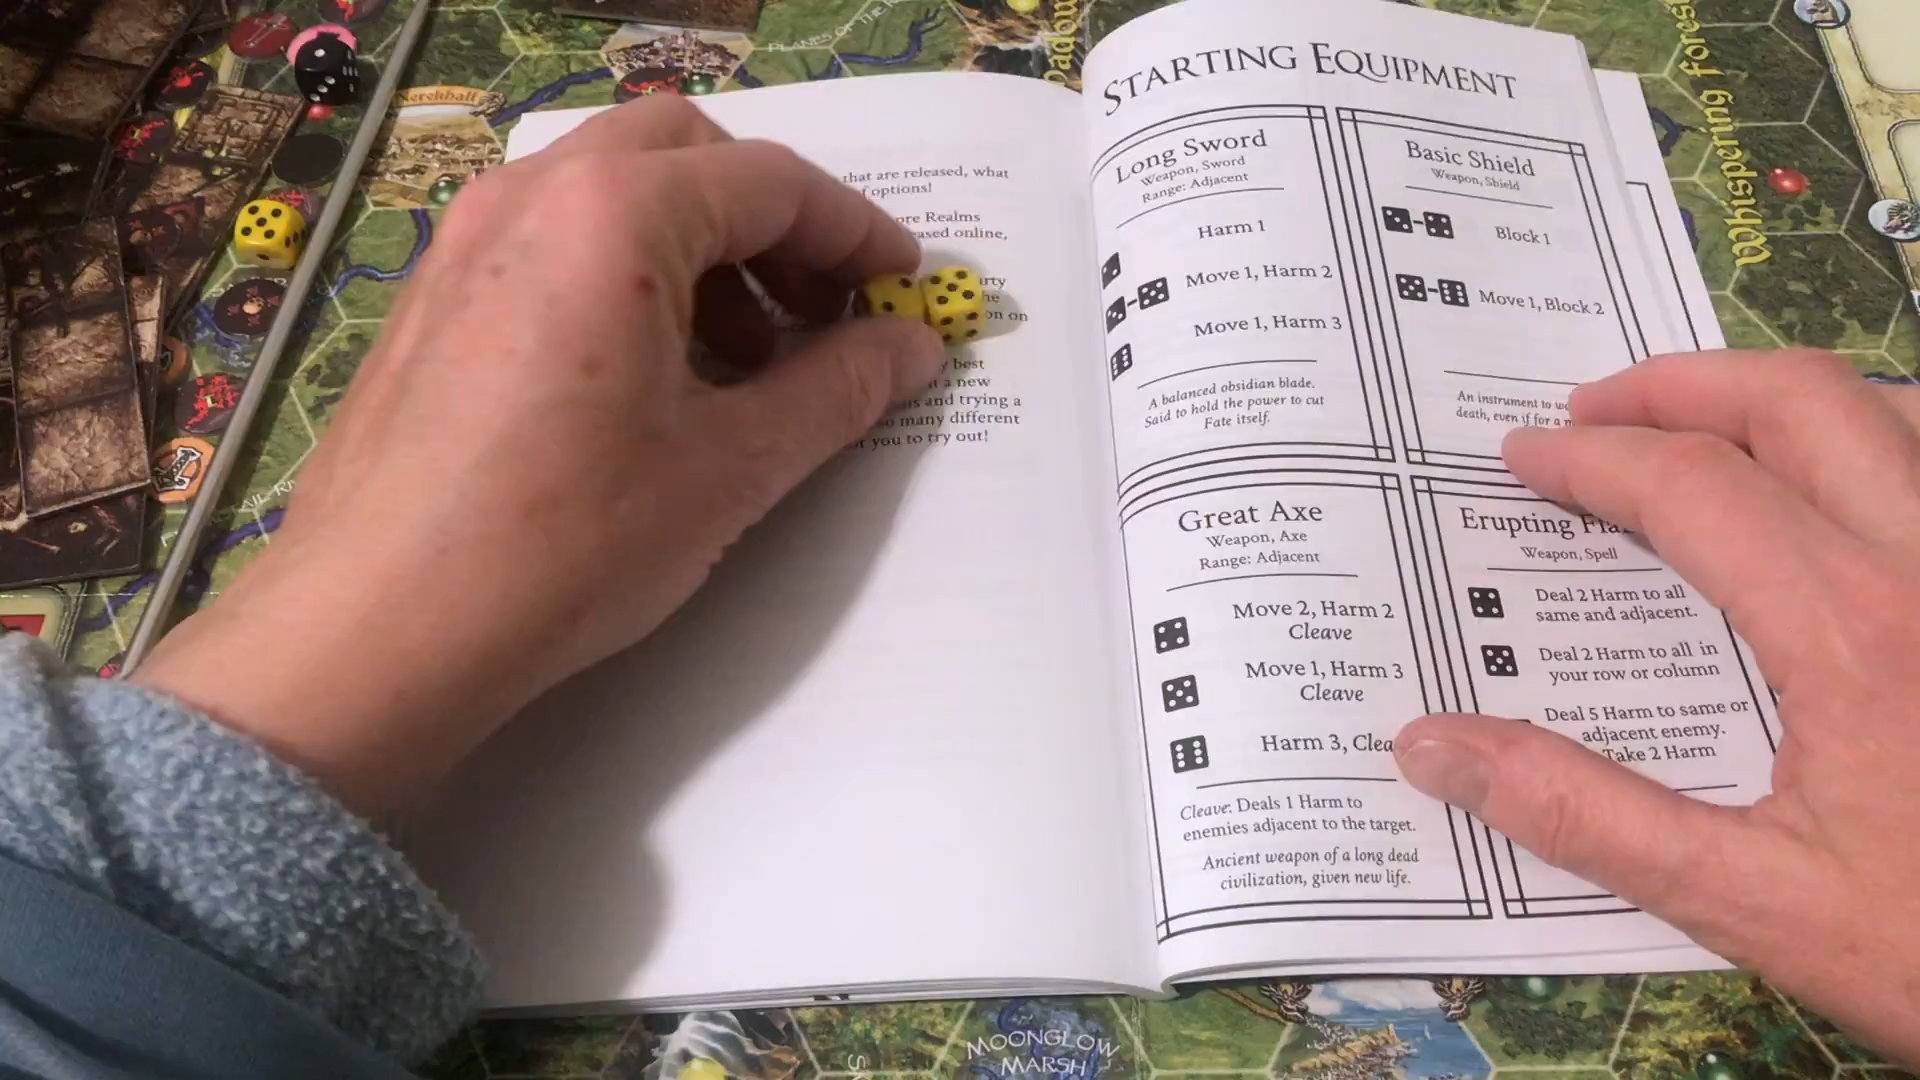 Nerekhall
PLAINS OF THE
Whispering Forest
that are released, what
options!
Realms
online,
on on
best
a new
and trying a
many different
you to try out!
STARTING EQUIPMENT
Long Sword
Weapon, Sword
Range: Adjacent
Harm 1
Move 1, Harm 2
Move 1, Harm 3
A balanced obsidian blade.
Said to hold the power to cut
Fate itself.
Basic Shield
Weapon, Shield
Block 1
Move 1, Block 2
An instrument to
death, even if for a
Great Axe
Weapon, Axe
Range: Adjacent
Move 2, Harm 2
Cleave
Move 1, Harm 3
Cleave
Harm 3, Clea
Cleave: Deals 1 Harm to
enemies adjacent to the target.
Ancient weapon of a long dead
civilization, given new life.
Erupting
Weapon, Spell
Deal 2 Harm to all
same and adjacent.
Deal 2 Harm to all in
your row or column
Deal 5 Harm to same or
adjacent enemy.
Take 2 Harm
MOONGLOW
MARSH